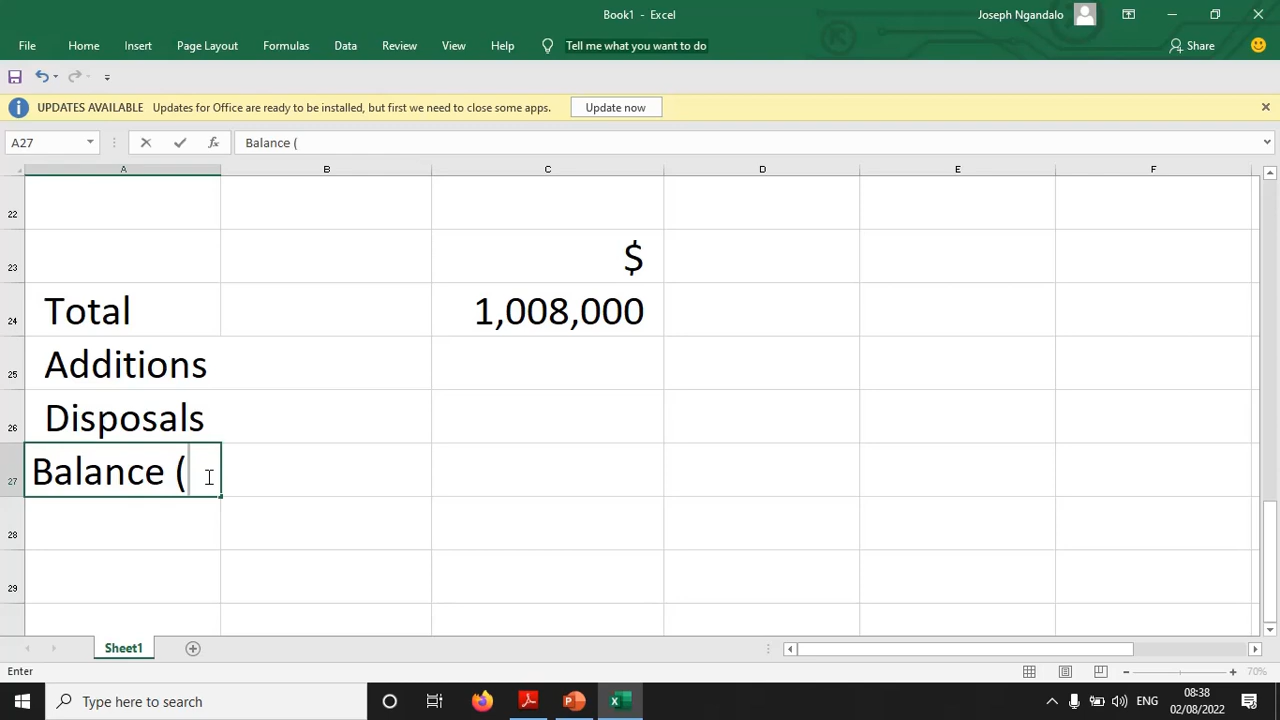 Book1 - Excel
Joseph Ngandalo
File Home Insert Page Layout Formulas Data Review View Help Tell me what you want to do Share
UPDATES AVAILABLE Updates for Office are ready to be installed, but first we need to close some apps. Update now
A27 fx Balance (
A B C D E F
22
23 $
24 Total 1,008,000
25 Additions
26 Disposals
27 Balance (
28
29
Sheet1
Enter 70%
Type here to search ENG 08:38
02/08/2022